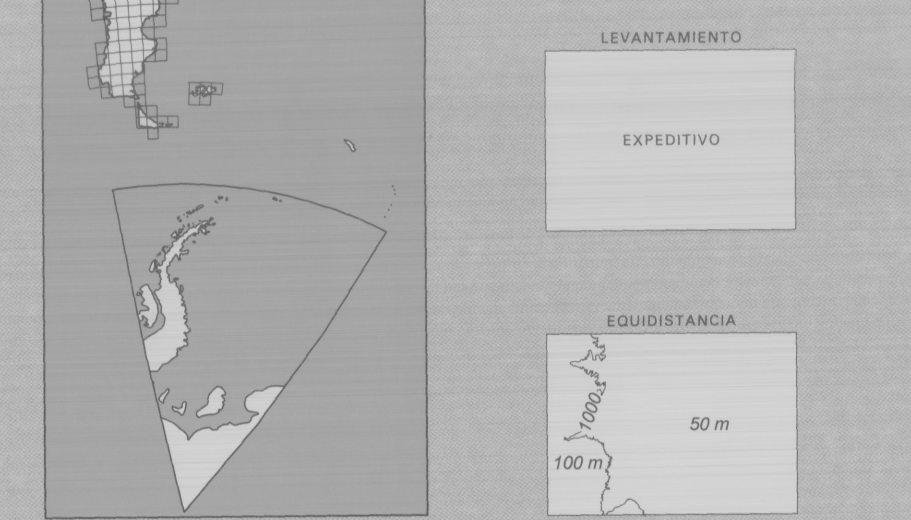 LEVANTAMIENTO
EXPEDITIVO
EQUIDISTANCIA
1000
50 m
100 m